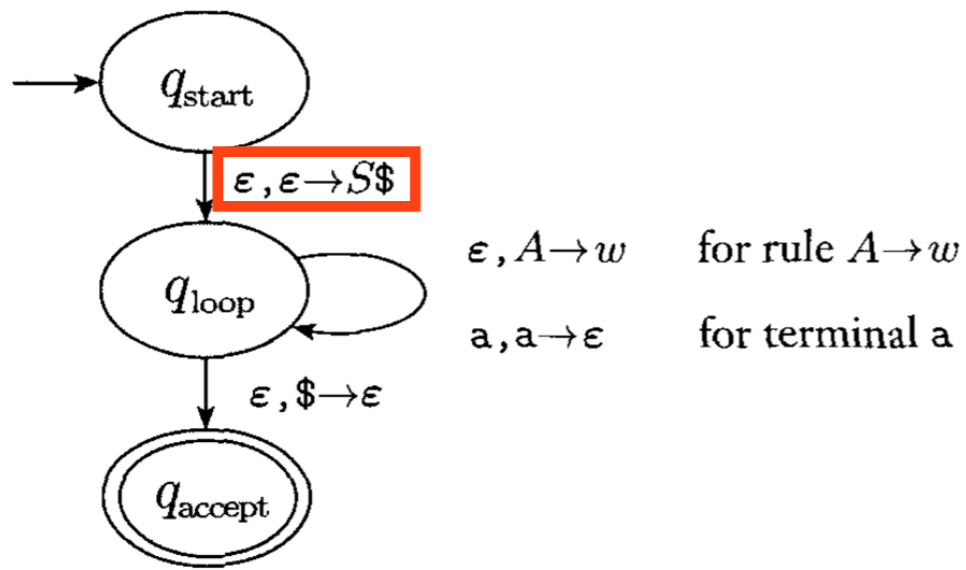 q_start
ε, ε→S$
q_loop
ε, A→w for rule A→w
a, a→ε for terminal a
ε, $→ε
q_accept